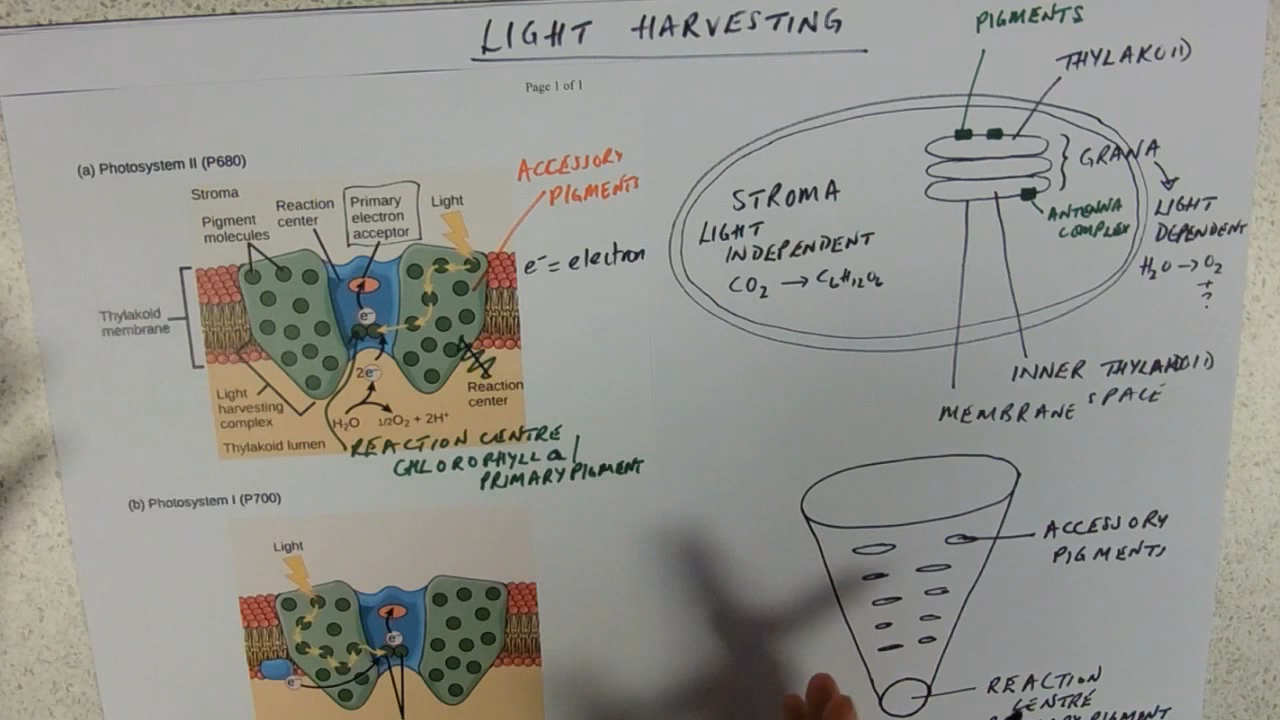 LIGHT HARVESTING
Page 1 of 1
(a) Photosystem II (P680)
Stroma
Pigment
molecules
Reaction
center
Primary
electron
acceptor
Light
ACCESSORY
PIGMENTS
e⁻ = electron
Thylakoid
membrane
e⁻
2e⁻
Light
harvesting
complex
H₂O
1/2O₂ + 2H⁺
Reaction
center
Thylakoid lumen
REACTION CENTRE
CHLOROPHYLL a /
PRIMARY PIGMENT
(b) Photosystem I (P700)
Light
e⁻
e⁻
PIGMENTS
THYLAKOID
GRANA
STROMA
LIGHT
INDEPENDENT
CO₂ → C₆H₁₂O₆
ANTENNA
COMPLEX
LIGHT
DEPENDENT
H₂O → O₂
+
?
INNER THYLAKOID
SPACE
MEMBRANE
ACCESSORY
PIGMENTS
REACTION
CENTRE
PIGMENT